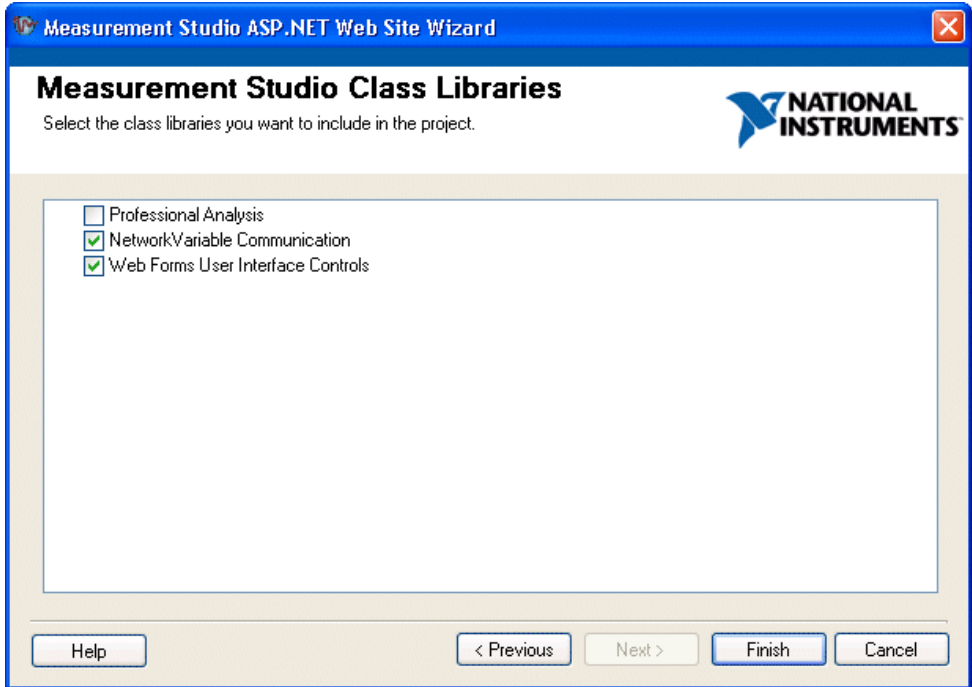 Measurement Studio ASP.NET Web Site Wizard
Measurement Studio Class Libraries
Select the class libraries you want to include in the project.
NATIONAL
INSTRUMENTS
Professional Analysis
NetworkVariable Communication
Web Forms User Interface Controls
Help
< Previous
Next >
Finish
Cancel